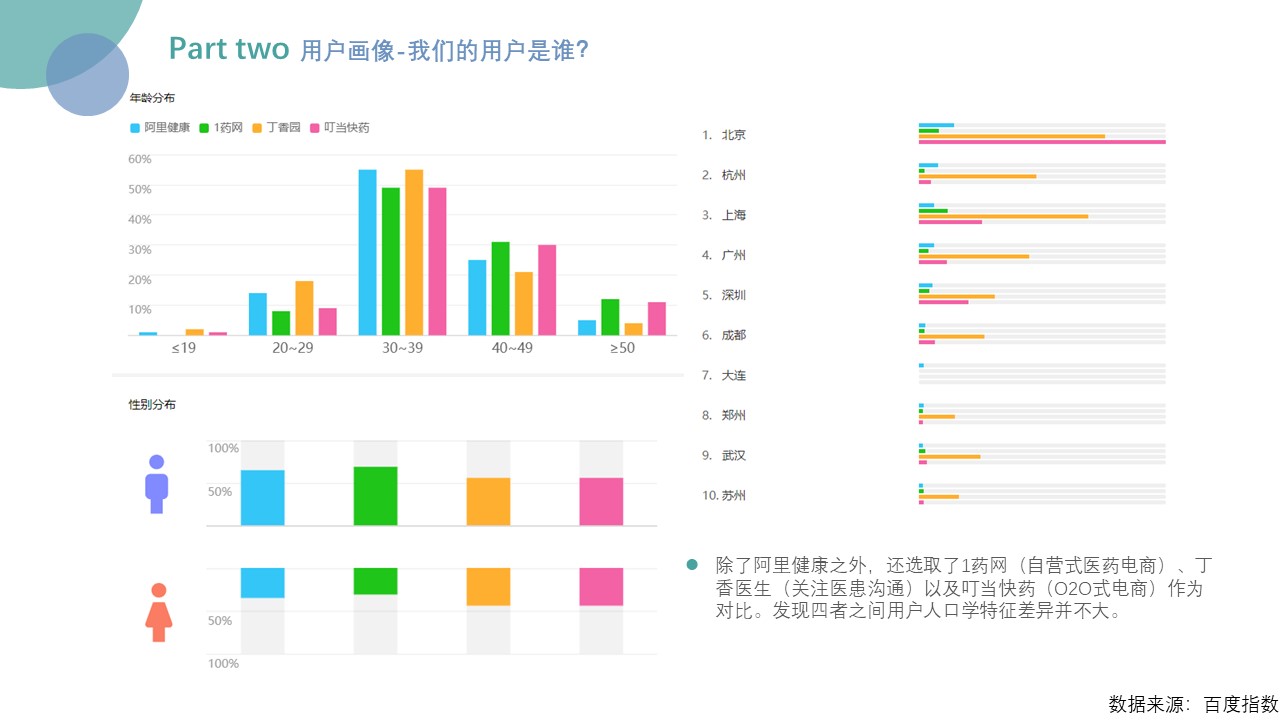 Part two 用户画像-我们的用户是谁?
年龄分布
阿里健康 1药网 丁香园 叮当快药
60%
50%
40%
30%
20%
10%
≤19 20~29 30~39 40~49 ≥50
性别分布
100%
50%
50%
100%
1. 北京
2. 杭州
3. 上海
4. 广州
5. 深圳
6. 成都
7. 大连
8. 郑州
9. 武汉
10. 苏州
除了阿里健康之外，还选取了1药网（自营式医药电商）、丁
香医生（关注医患沟通）以及叮当快药（O2O式电商）作为
对比。发现四者之间用户人口学特征差异并不大。
数据来源：百度指数